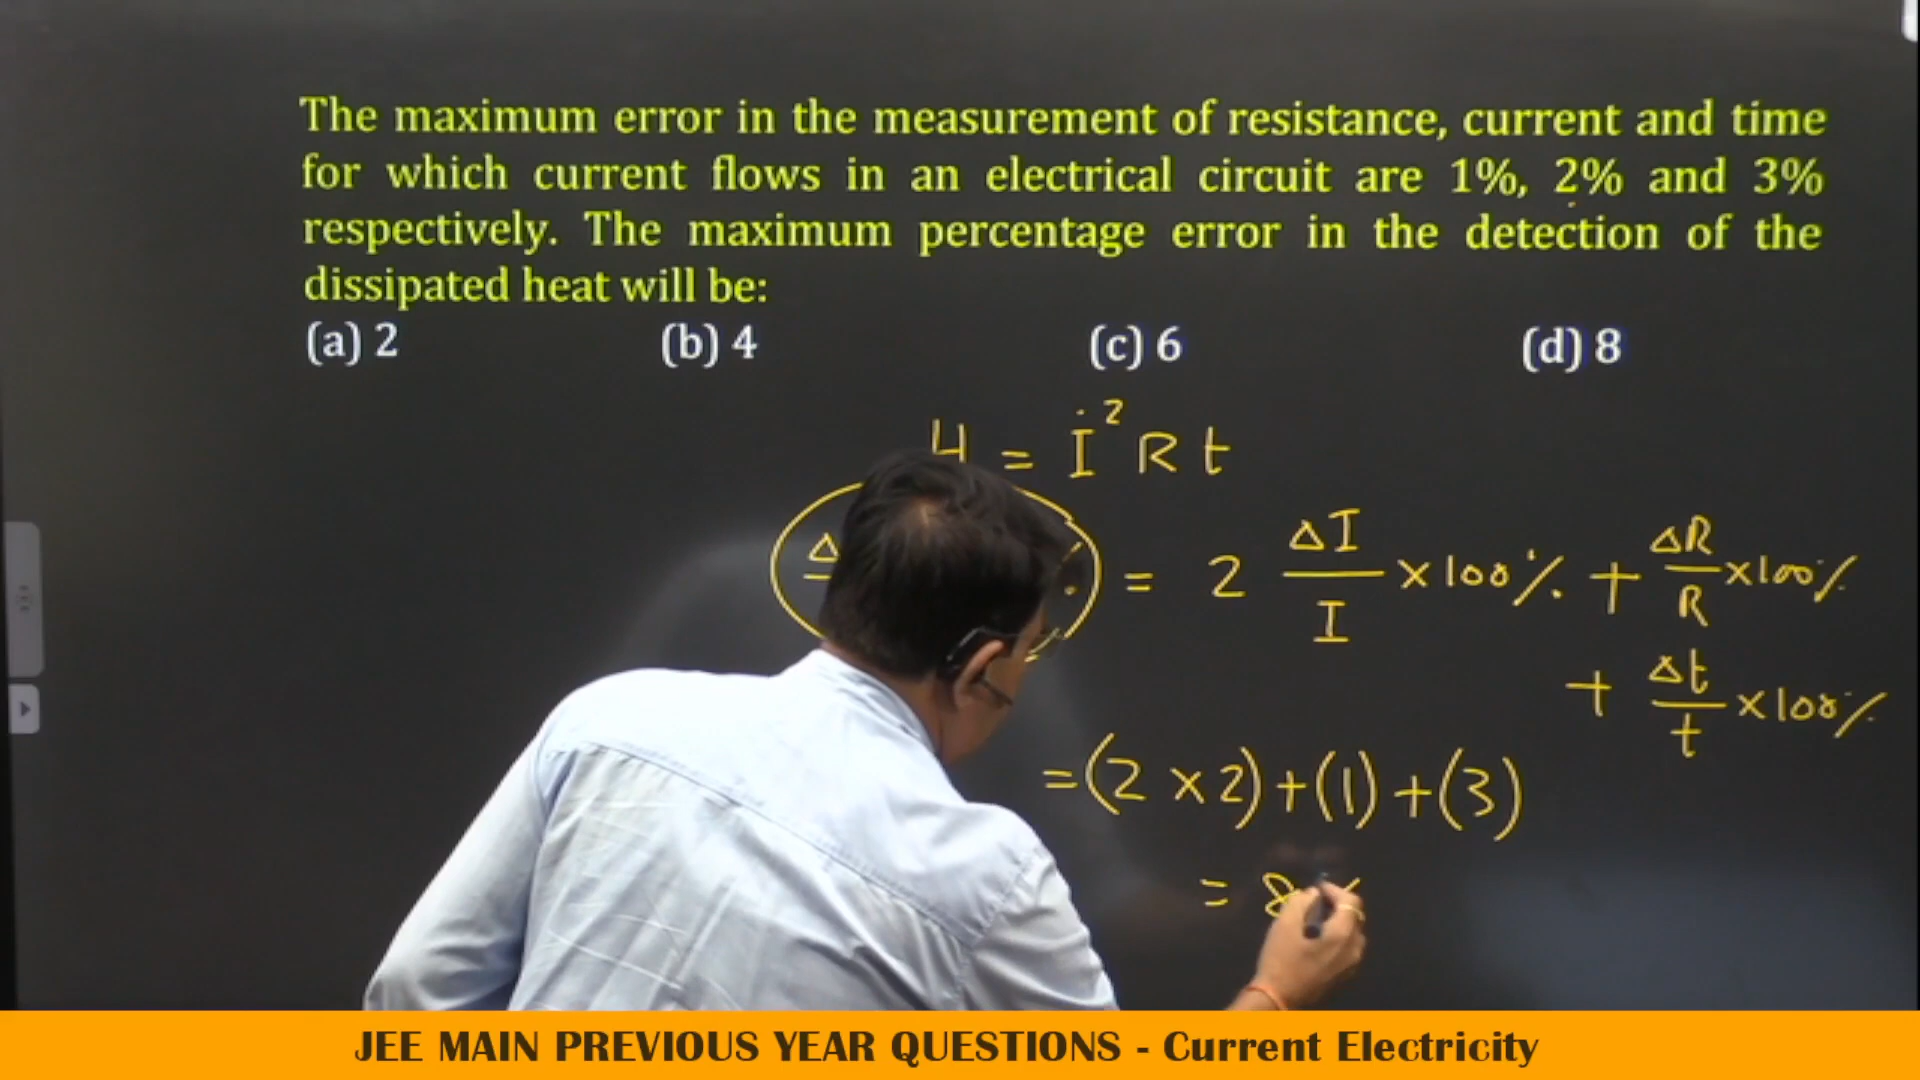 The maximum error in the measurement of resistance, current and time
for which current flows in an electrical circuit are 1%, 2% and 3%
respectively. The maximum percentage error in the detection of the
dissipated heat will be:
(a) 2 (b) 4 (c) 6 (d) 8
H = I² R t
Δ = 2 ΔI/I ×100% + ΔR/R ×100%
+ Δt/t ×100%
=(2 × 2)+(1)+(3)
= 8
JEE MAIN PREVIOUS YEAR QUESTIONS - Current Electricity